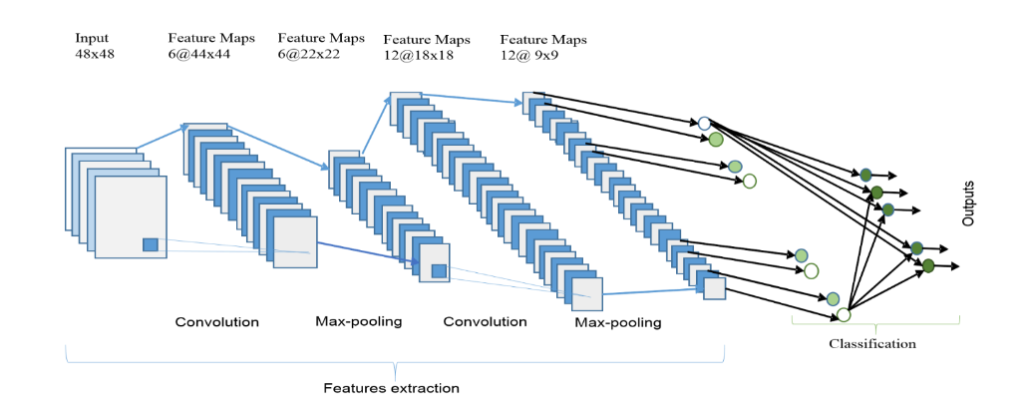 Input
48x48
Feature Maps
6@44x44
Feature Maps
6@22x22
Feature Maps
12@18x18
Feature Maps
12@ 9x9
Outputs
Convolution
Max-pooling
Convolution
Max-pooling
Classification
Features extraction